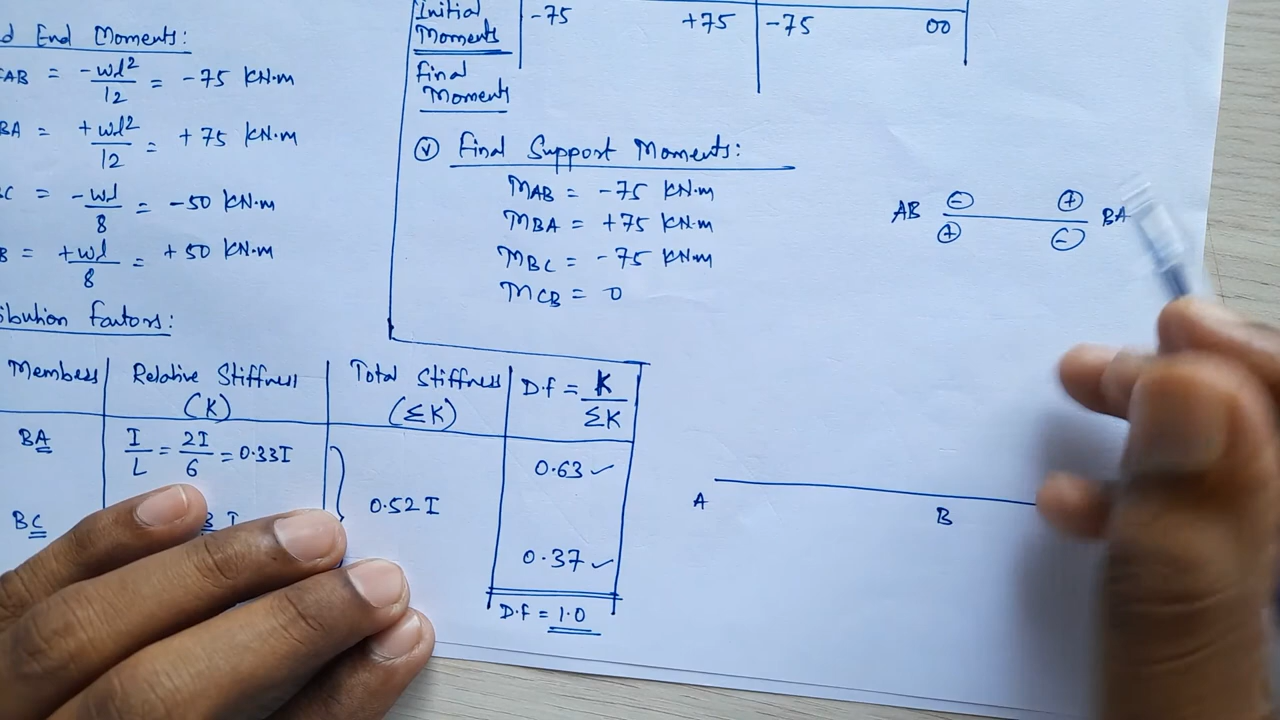 d End Moments:
FAB = -wl²/12 = -75 KN·m
BA = +wl²/12 = +75 KN·m
BC = -wl/8 = -50 KN·m
B = +wl/8 = +50 KN·m
ibution Factors:
Initial Moments -75 +75 -75 00
Final Moments
(v) Final Support Moments:
MAB = -75 KN·m
MBA = +75 KN·m
MBC = -75 KN·m
MCB = 0
AB - + BA
+ -
Members Relative Stiffness (K) Total Stiffness (ΣK) D.f = K/ΣK
BA I/L = 2I/6 = 0.33I 0.63 ✓
BC 0.52 I
0.37 ✓
D.f = 1.0
A B